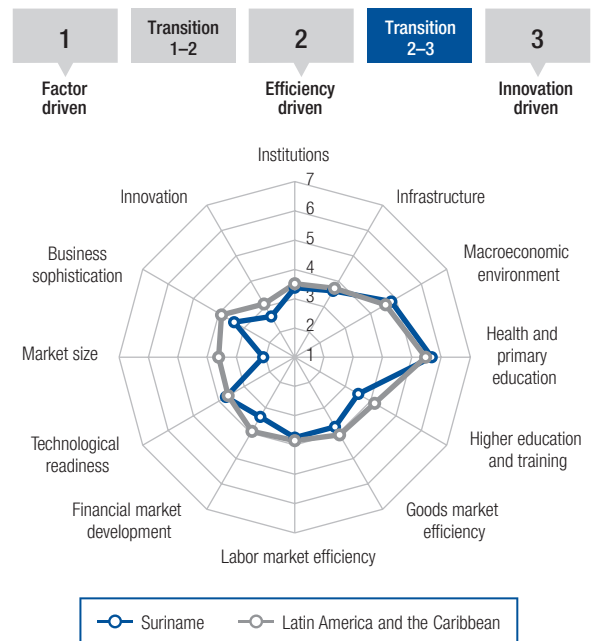 1
Transition
1–2
2
Transition
2–3
3
Factor
driven
Efficiency
driven
Innovation
driven
Institutions
7
Innovation
Infrastructure
6
5
Business
sophistication
Macroeconomic
environment
4
3
2
Market size
1
Health and
primary
education
Technological
readiness
Higher education
and training
Financial market
development
Goods market
efficiency
Labor market efficiency
Suriname
Latin America and the Caribbean